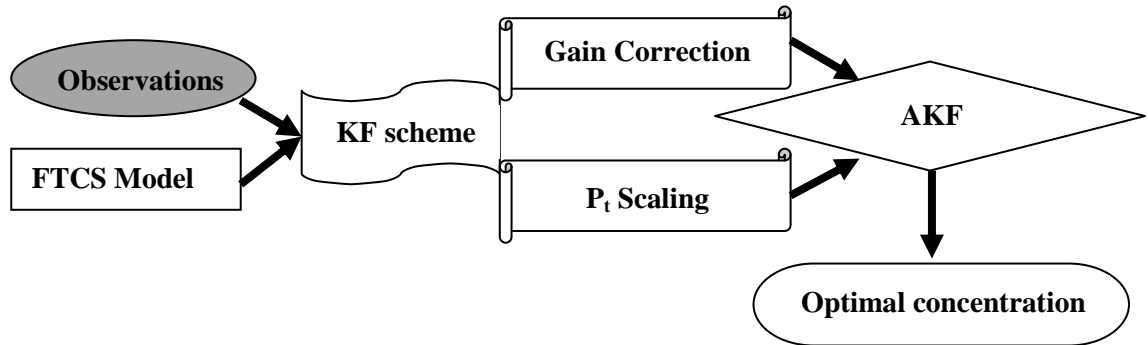 Observations
FTCS Model
KF scheme
Gain Correction
Pₜ Scaling
AKF
Optimal concentration